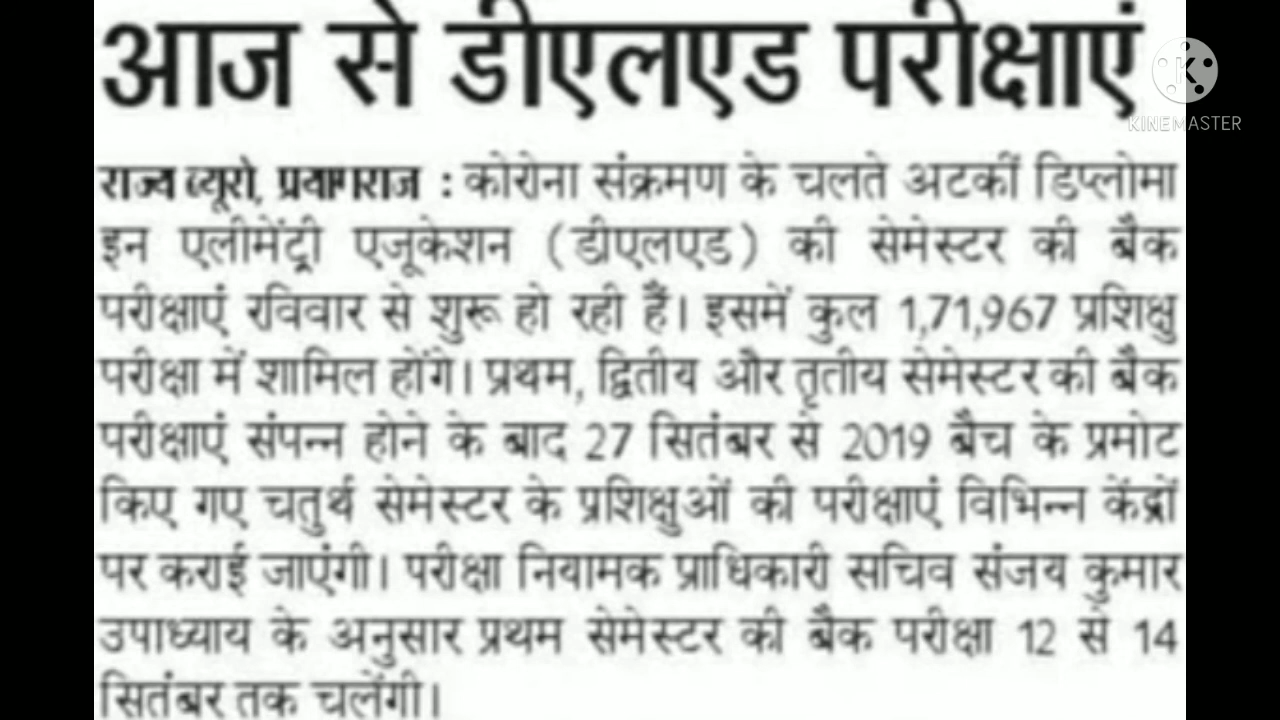 आज से डीएलएड परीक्षाएं
KINEMASTER
राज्य ब्यूरो, प्रयागराज : कोरोना संक्रमण के चलते अटकीं डिप्लोमा
इन एलीमेंट्री एजूकेशन (डीएलएड) की सेमेस्टर की बैक
परीक्षाएं रविवार से शुरू हो रही हैं। इसमें कुल 1,71,967 प्रशिक्षु
परीक्षा में शामिल होंगे। प्रथम, द्वितीय और तृतीय सेमेस्टर की बैक
परीक्षाएं संपन्न होने के बाद 27 सितंबर से 2019 बैच के प्रमोट
किए गए चतुर्थ सेमेस्टर के प्रशिक्षुओं की परीक्षाएं विभिन्न केंद्रों
पर कराई जाएंगी। परीक्षा नियामक प्राधिकारी सचिव संजय कुमार
उपाध्याय के अनुसार प्रथम सेमेस्टर की बैक परीक्षा 12 से 14
सितंबर तक चलेंगी।